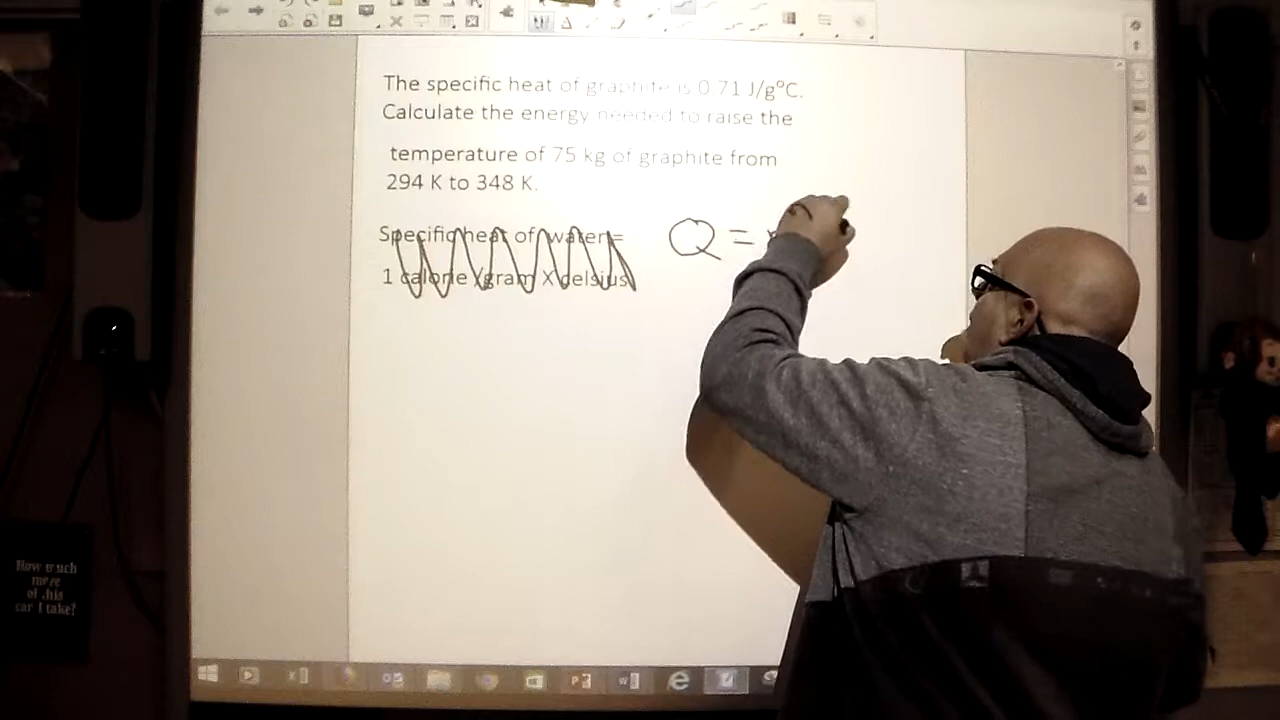 The specific heat of graphite is 0.71 J/g°C.
Calculate the energy needed to raise the
temperature of 75 kg of graphite from
294 K to 348 K.
Specific heat of water =
1 calorie /gram X celsius
Q =
How much
more
of this
car I take?